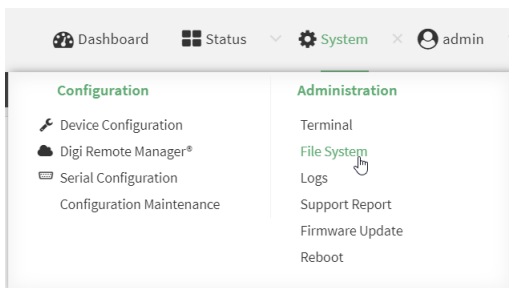 Dashboard Status System admin
Configuration
Device Configuration
Digi Remote Manager®
Serial Configuration
Configuration Maintenance
Administration
Terminal
File System
Logs
Support Report
Firmware Update
Reboot